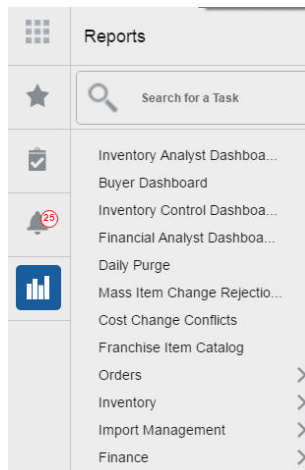 Reports
Search for a Task
Inventory Analyst Dashboa...
Buyer Dashboard
25
Inventory Control Dashboa...
Financial Analyst Dashboa...
Daily Purge
Mass Item Change Rejectio...
Cost Change Conflicts
Franchise Item Catalog
Orders
Inventory
Import Management
Finance